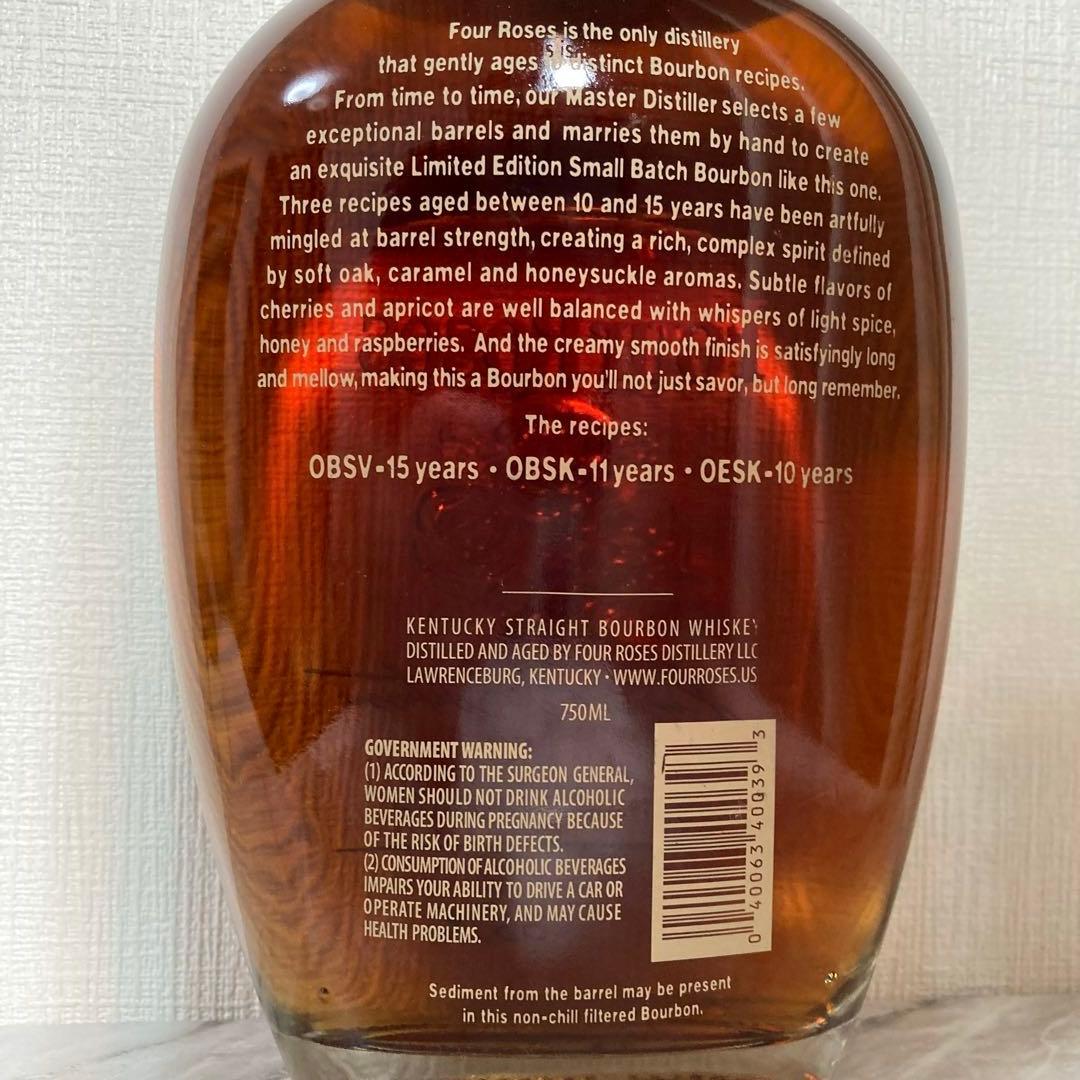 Four Roses is the only distillery
that gently ages 10 distinct Bourbon recipes.
From time to time, our Master Distiller selects a few
exceptional barrels and marries them by hand to create
an exquisite Limited Edition Small Batch Bourbon like this one.
Three recipes aged between 10 and 15 years have been artfully
mingled at barrel strength, creating a rich, complex spirit defined
by soft oak, caramel and honeysuckle aromas. Subtle flavors of
cherries and apricot are well balanced with whispers of light spice,
honey and raspberries. And the creamy smooth finish is satisfyingly long
and mellow, making this a Bourbon you'll not just savor, but long remember.
The recipes:
OBSV-15 years • OBSK-11 years • OESK-10 years
KENTUCKY STRAIGHT BOURBON WHISKEY
DISTILLED AND AGED BY FOUR ROSES DISTILLERY LLC
LAWRENCEBURG, KENTUCKY • WWW.FOURROSES.US
750ML
GOVERNMENT WARNING:
(1) ACCORDING TO THE SURGEON GENERAL,
WOMEN SHOULD NOT DRINK ALCOHOLIC
BEVERAGES DURING PREGNANCY BECAUSE
OF THE RISK OF BIRTH DEFECTS.
(2) CONSUMPTION OF ALCOHOLIC BEVERAGES
IMPAIRS YOUR ABILITY TO DRIVE A CAR OR
OPERATE MACHINERY, AND MAY CAUSE
HEALTH PROBLEMS.
0 40063 40039 3
Sediment from the barrel may be present
in this non-chill filtered Bourbon.